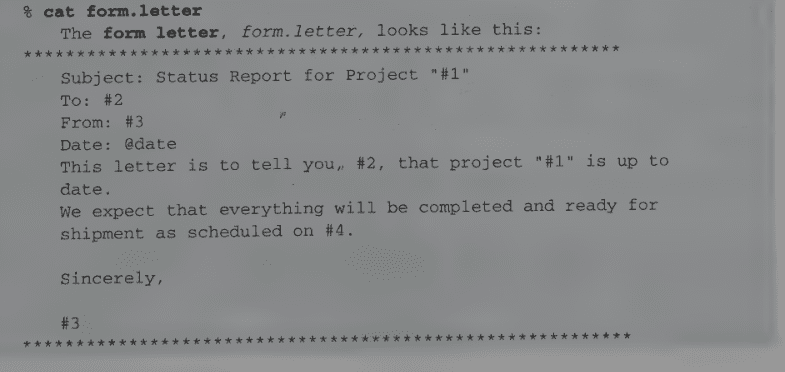 % cat form.letter
The form letter, form.letter, looks like this:
*********************************************************
Subject: Status Report for Project "#1"
To: #2
From: #3
Date: @date
This letter is to tell you,, #2, that project "#1" is up to
date.
We expect that everything will be completed and ready for
shipment as scheduled on #4.
Sincerely,
#3
**********************************************************